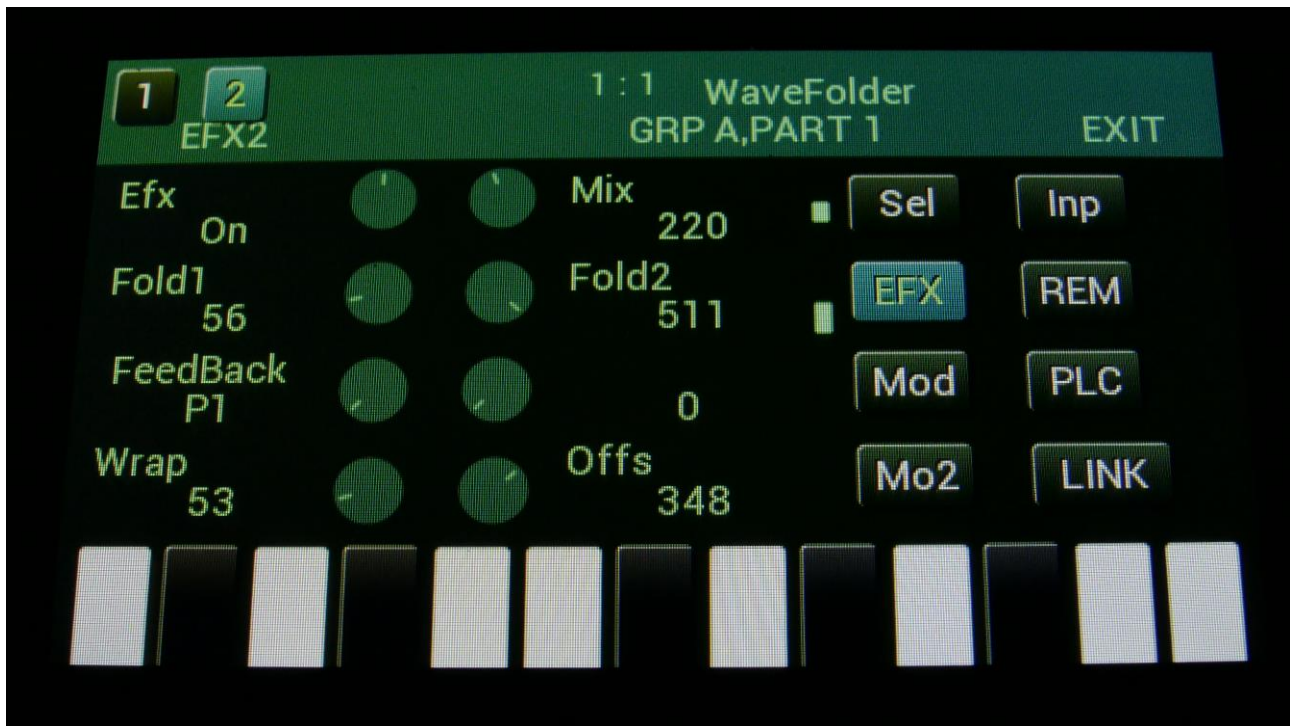 1 2 1:1 WaveFolder
EFX2 GRP A,PART 1 EXIT
Efx Mix Sel Inp
On 220
Fold1 Fold2 EFX REM
56 511
FeedBack Mod PLC
P1 0
Wrap Offs Mo2 LINK
53 348